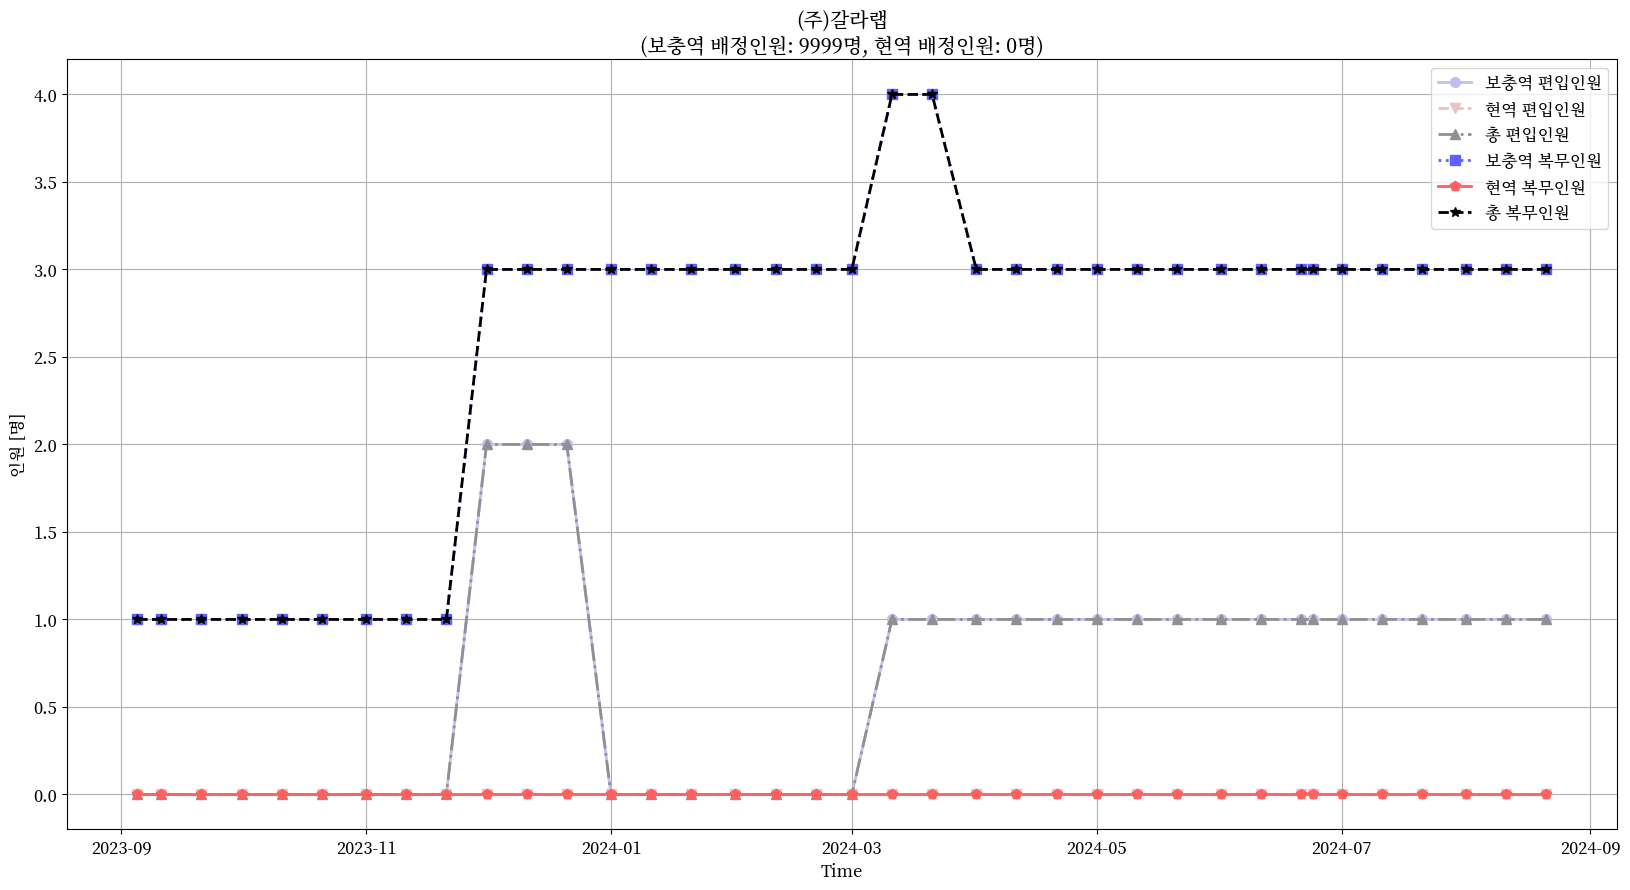 (주)갈라랩
(보충역 배정인원: 9999명, 현역 배정인원: 0명)
보충역 편입인원
현역 편입인원
총 편입인원
보충역 복무인원
현역 복무인원
총 복무인원
인원 [명]
4.0
3.5
3.0
2.5
2.0
1.5
1.0
0.5
0.0
2023-09 2023-11 2024-01 2024-03 2024-05 2024-07 2024-09
Time